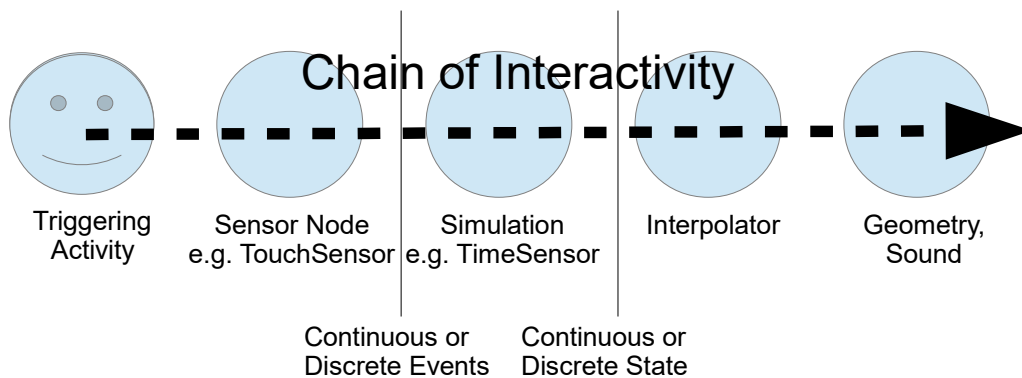 Chain of Interactivity
Triggering
Activity
Sensor Node
e.g. TouchSensor
Simulation
e.g. TimeSensor
Interpolator
Geometry,
Sound
Continuous or
Discrete Events
Continuous or
Discrete State